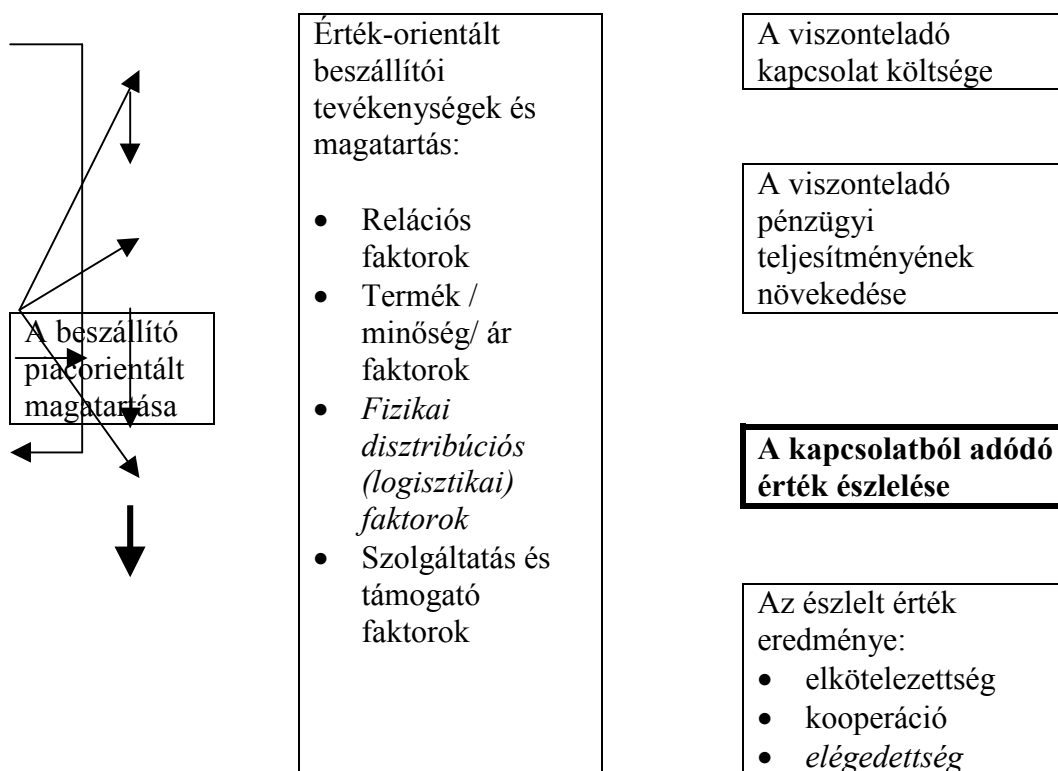 A beszállító
piacorientált
magatartása
Érték-orientált
beszállítói
tevékenységek és
magatartás:
• Relációs
faktorok
• Termék /
minőség/ ár
faktorok
• Fizikai
disztribúciós
(logisztikai)
faktorok
• Szolgáltatás és
támogató
faktorok
A viszonteladó
kapcsolat költsége
A viszonteladó
pénzügyi
teljesítményének
növekedése
A kapcsolatból adódó
érték észlelése
Az észlelt érték
eredménye:
• elkötelezettség
• kooperáció
• elégedettség